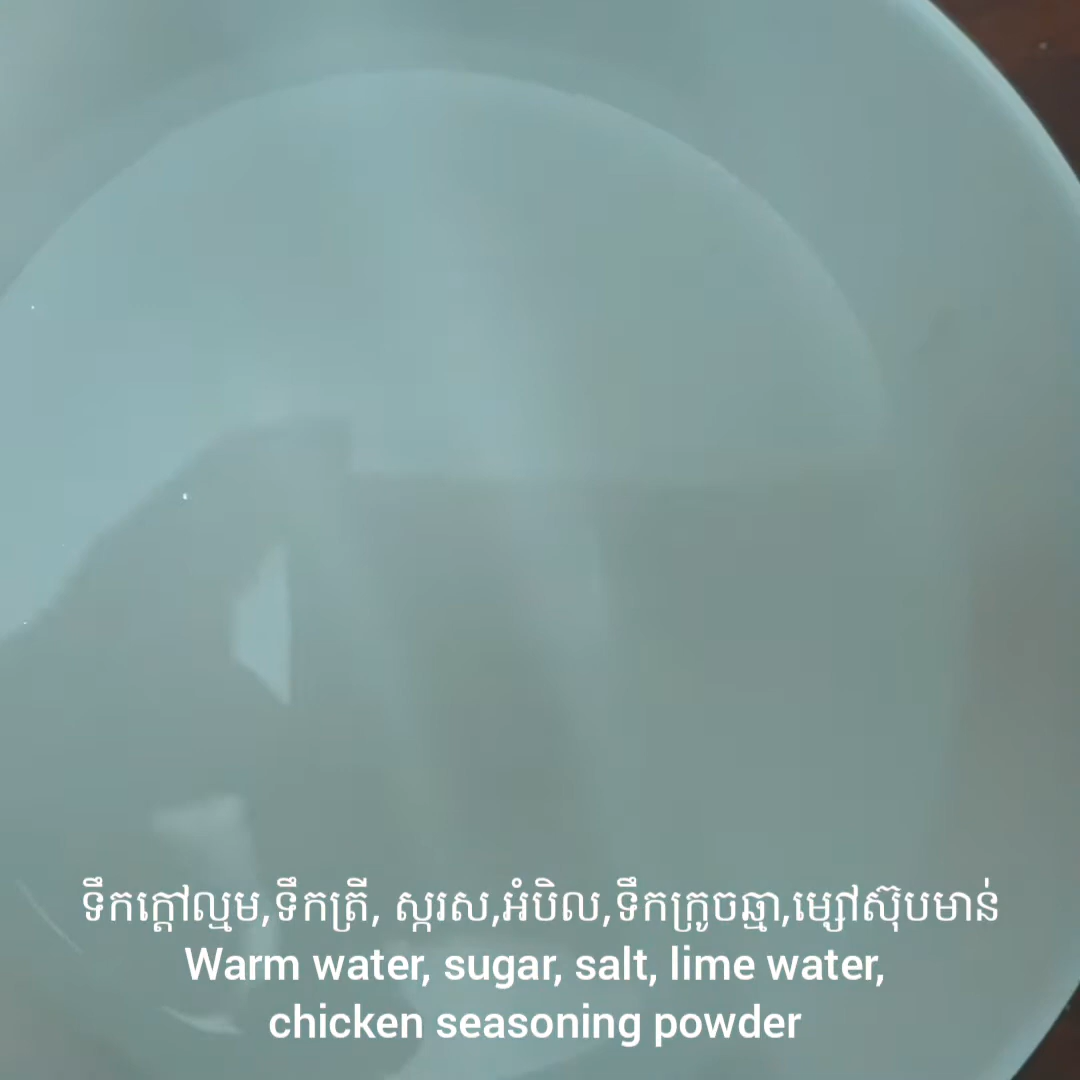 ទឹកក្ដៅល្មម,ទឹកត្រី, ស្ករស,អំបិល,ទឹកក្រូចឆ្មា,ម្សៅស៊ុបមាន់
Warm water, sugar, salt, lime water,
chicken seasoning powder